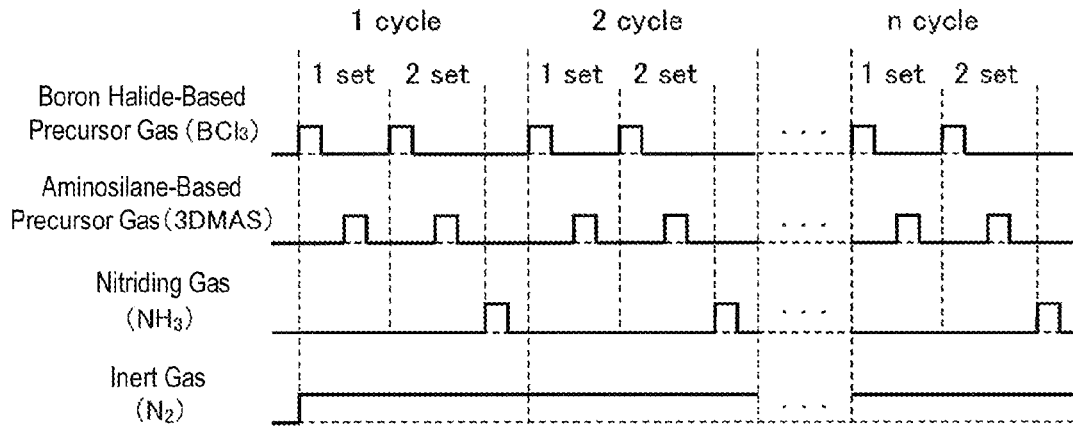 1 cycle 2 cycle n cycle
1 set 2 set 1 set 2 set 1 set 2 set
Boron Halide-Based
Precursor Gas (BCl₃)
· · ·
Aminosilane-Based
Precursor Gas (3DMAS)
· · ·
Nitriding Gas
(NH₃)
· · ·
Inert Gas
(N₂)
· · ·